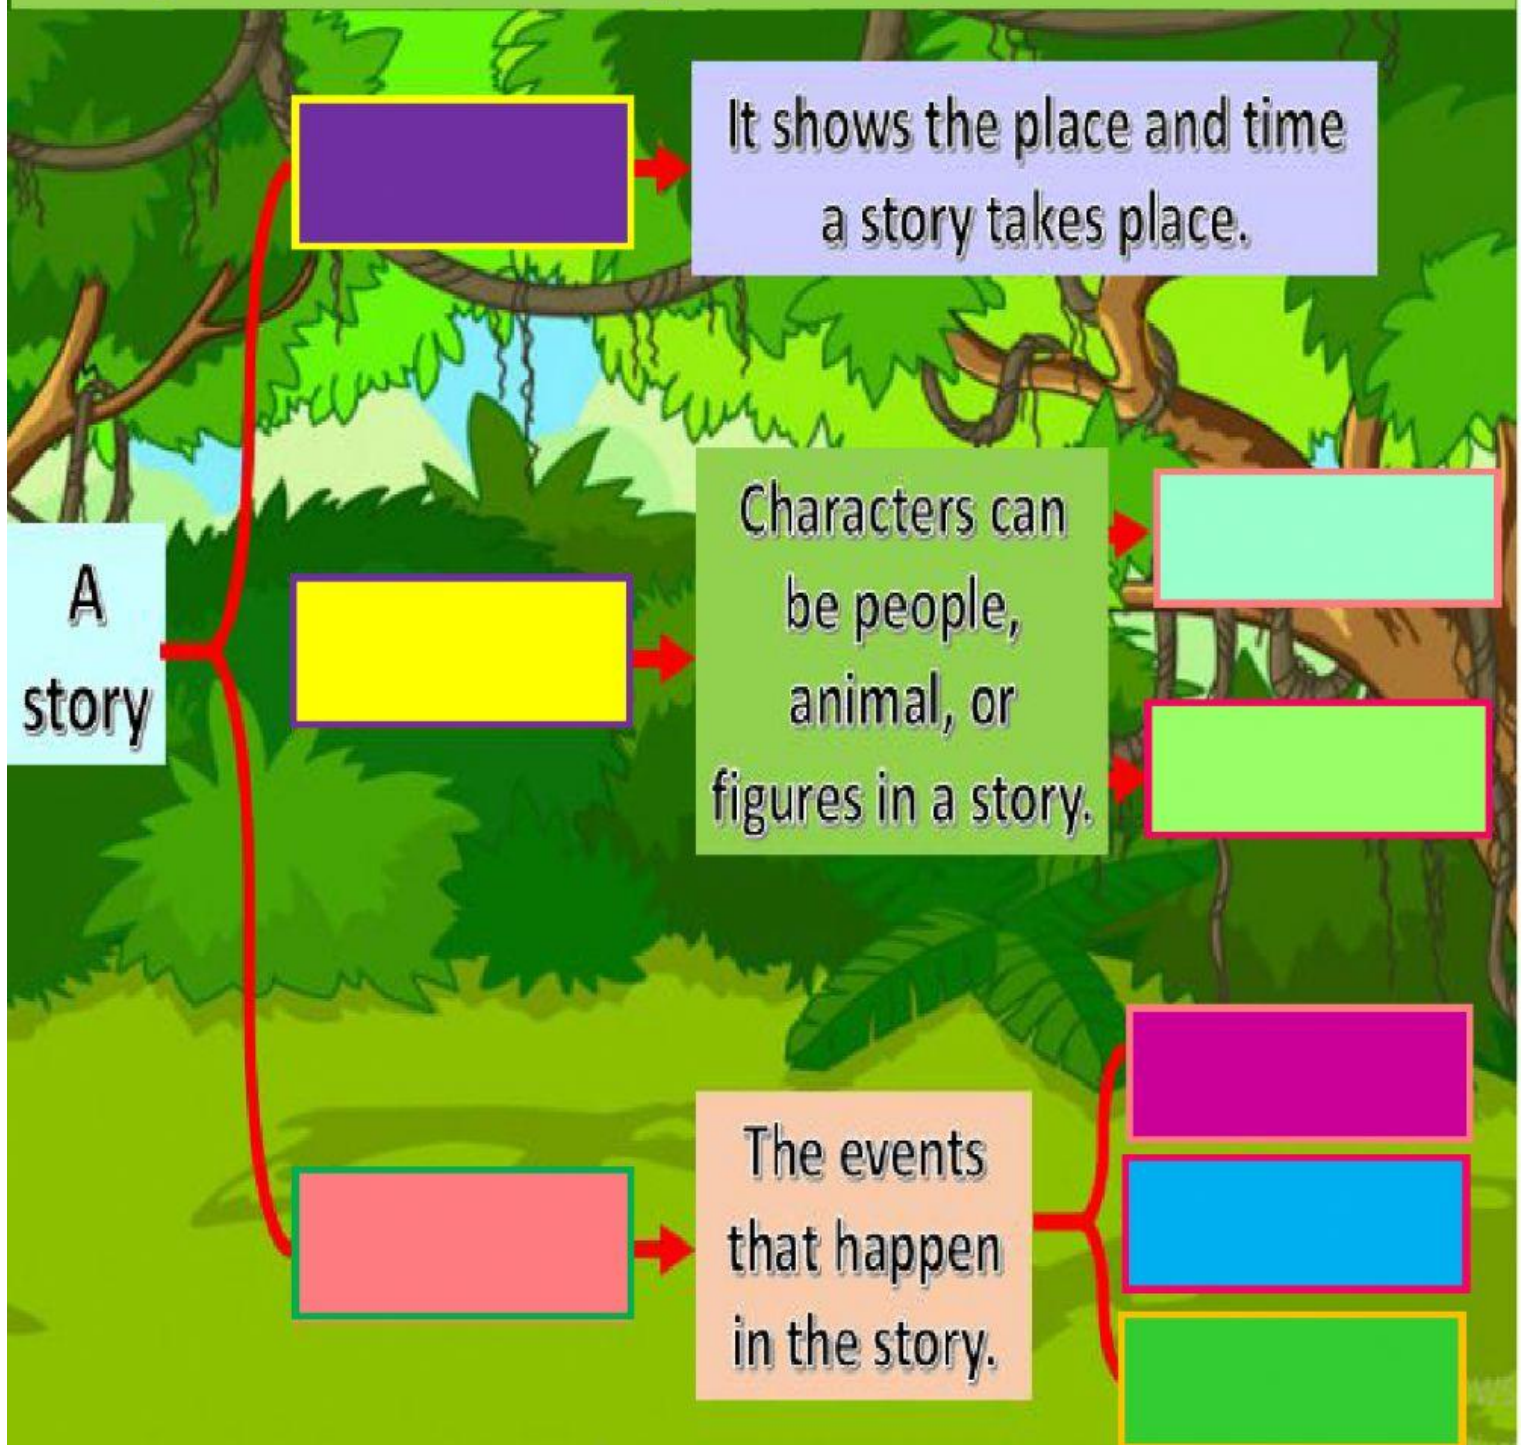 It shows the place and time
a story takes place.
Characters can
be people,
animal, or
figures in a story.
A
story
The events
that happen
in the story.